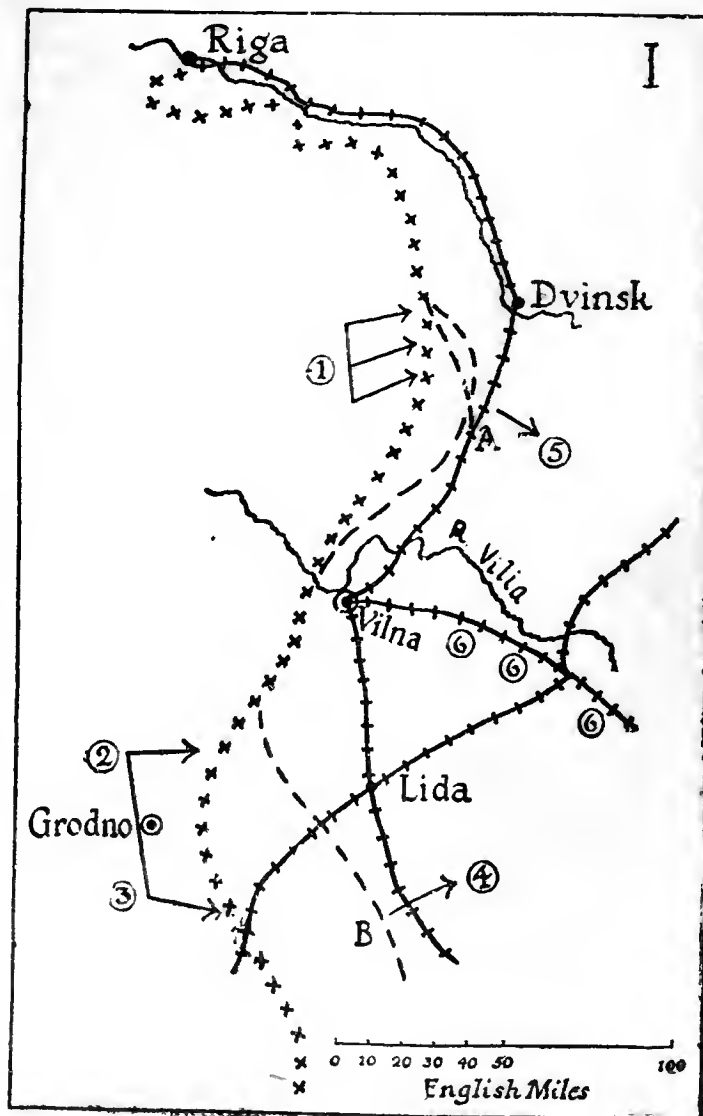 Riga
I
Dvinsk
①
A
⑤
R. Vilia
Vilna
⑥
⑥
⑥
②
Lida
Grodno
③
④
B
0 10 20 30 40 50 100
English Miles